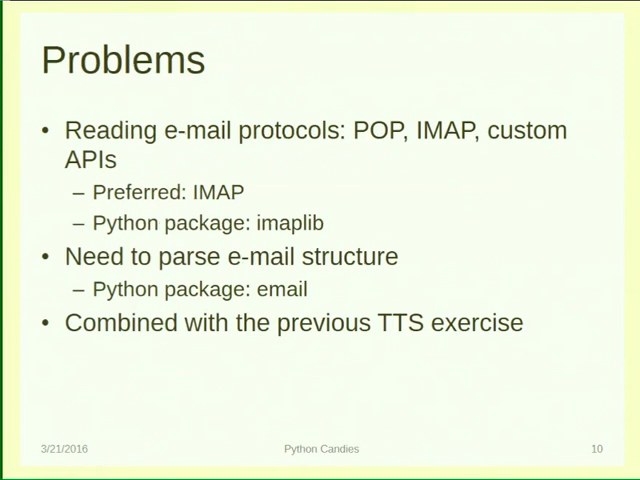 Problems
• Reading e-mail protocols: POP, IMAP, custom
APIs
– Preferred: IMAP
– Python package: imaplib
• Need to parse e-mail structure
– Python package: email
• Combined with the previous TTS exercise
3/21/2016 Python Candies 10